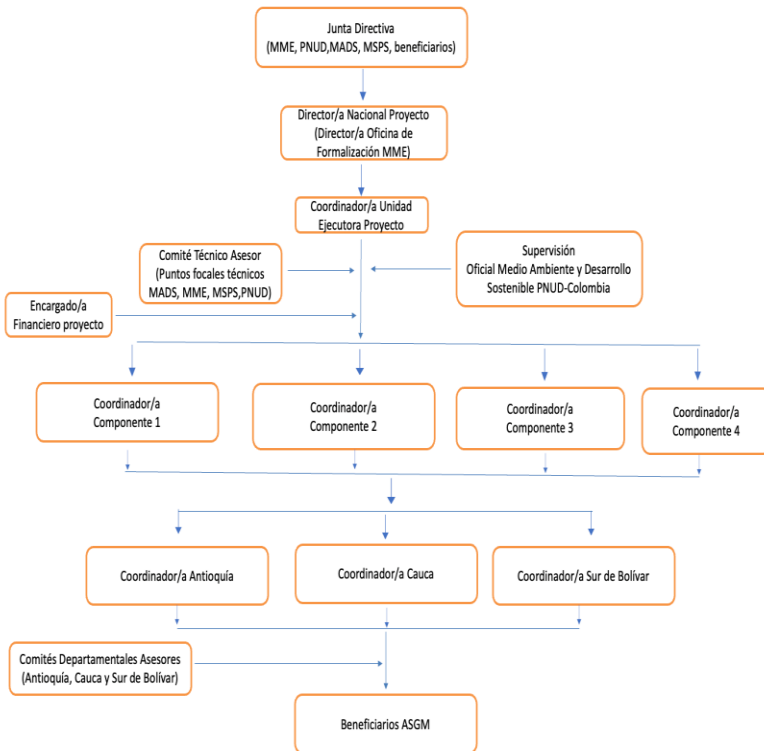 Junta Directiva
(MME, PNUD,MADS, MSPS, beneficiarios)
Director/a Nacional Proyecto
(Director/a Oficina de
Formalización MME)
Coordinador/a Unidad
Ejecutora Proyecto
Comité Técnico Asesor
(Puntos focales técnicos
MADS, MME, MSPS,PNUD)
Supervisión
Oficial Medio Ambiente y Desarrollo
Sostenible PNUD-Colombia
Encargado/a
Financiero proyecto
Coordinador/a
Componente 1
Coordinador/a
Componente 2
Coordinador/a
Componente 3
Coordinador/a
Componente 4
Coordinador/a Antioquía
Coordinador/a Cauca
Coordinador/a Sur de Bolívar
Comités Departamentales Asesores
(Antioquía, Cauca y Sur de Bolívar)
Beneficiarios ASGM